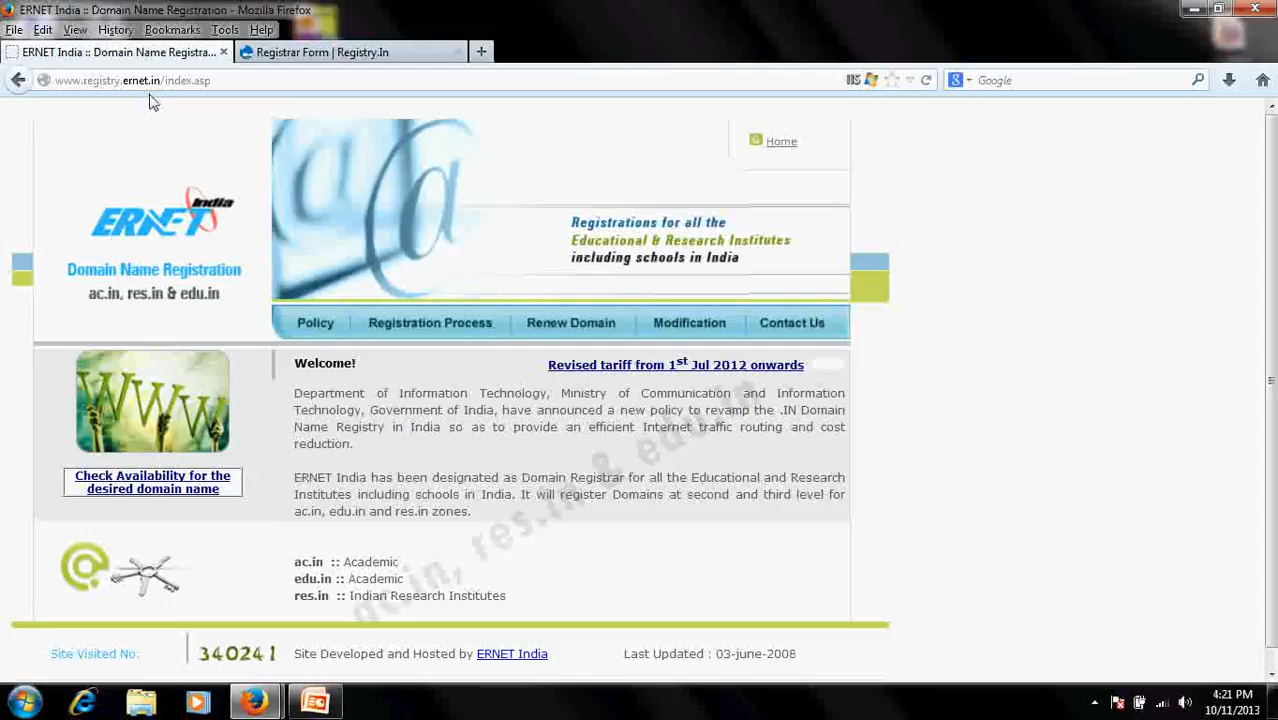 ERNET India :: Domain Name Registration - Mozilla Firefox
File Edit View History Bookmarks Tools Help
ERNET India :: Domain Name Registra... × Registrar Form | Registry.In +
www.registry.ernet.in/index.asp Google
Home
India
ERNET
Domain Name Registration
ac.in, res.in & edu.in
Registrations for all the
Educational & Research Institutes
including schools in India
Policy Registration Process Renew Domain Modification Contact Us
WWW
Check Availability for the
desired domain name
Welcome! Revised tariff from 1st Jul 2012 onwards
Department of Information Technology, Ministry of Communication and Information
Technology, Government of India, have announced a new policy to revamp the .IN Domain
Name Registry in India so as to provide an efficient Internet traffic routing and cost
reduction.
ERNET India has been designated as Domain Registrar for all the Educational and Research
Institutes including schools in India. It will register Domains at second and third level for
ac.in, edu.in and res.in zones.
ac.in, res.in & edu.in
ac.in :: Academic
edu.in :: Academic
res.in :: Indian Research Institutes
Site Visited No: 340241 Site Developed and Hosted by ERNET India Last Updated : 03-june-2008
4:21 PM
10/11/2013